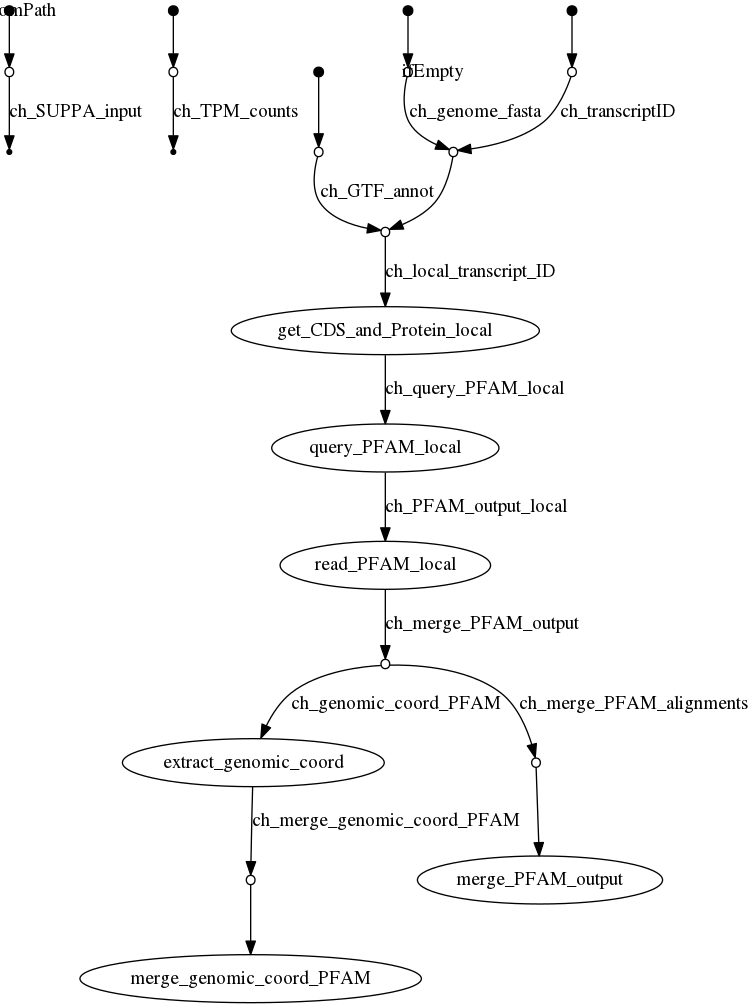 omPath
ifEmpty
ch_SUPPA_input
ch_TPM_counts
ch_genome_fasta
ch_transcriptID
ch_GTF_annot
ch_local_transcript_ID
get_CDS_and_Protein_local
ch_query_PFAM_local
query_PFAM_local
ch_PFAM_output_local
read_PFAM_local
ch_merge_PFAM_output
ch_genomic_coord_PFAM
ch_merge_PFAM_alignments
extract_genomic_coord
ch_merge_genomic_coord_PFAM
merge_PFAM_output
merge_genomic_coord_PFAM